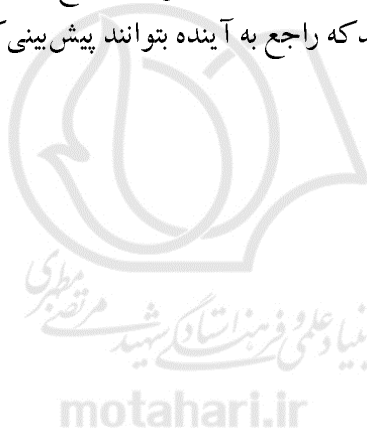 که راجع به آینده بتوانند پیش‌بینی
بنیاد علمی و فرهنگی استاد شهید مرتضی مطهری
motahari.ir